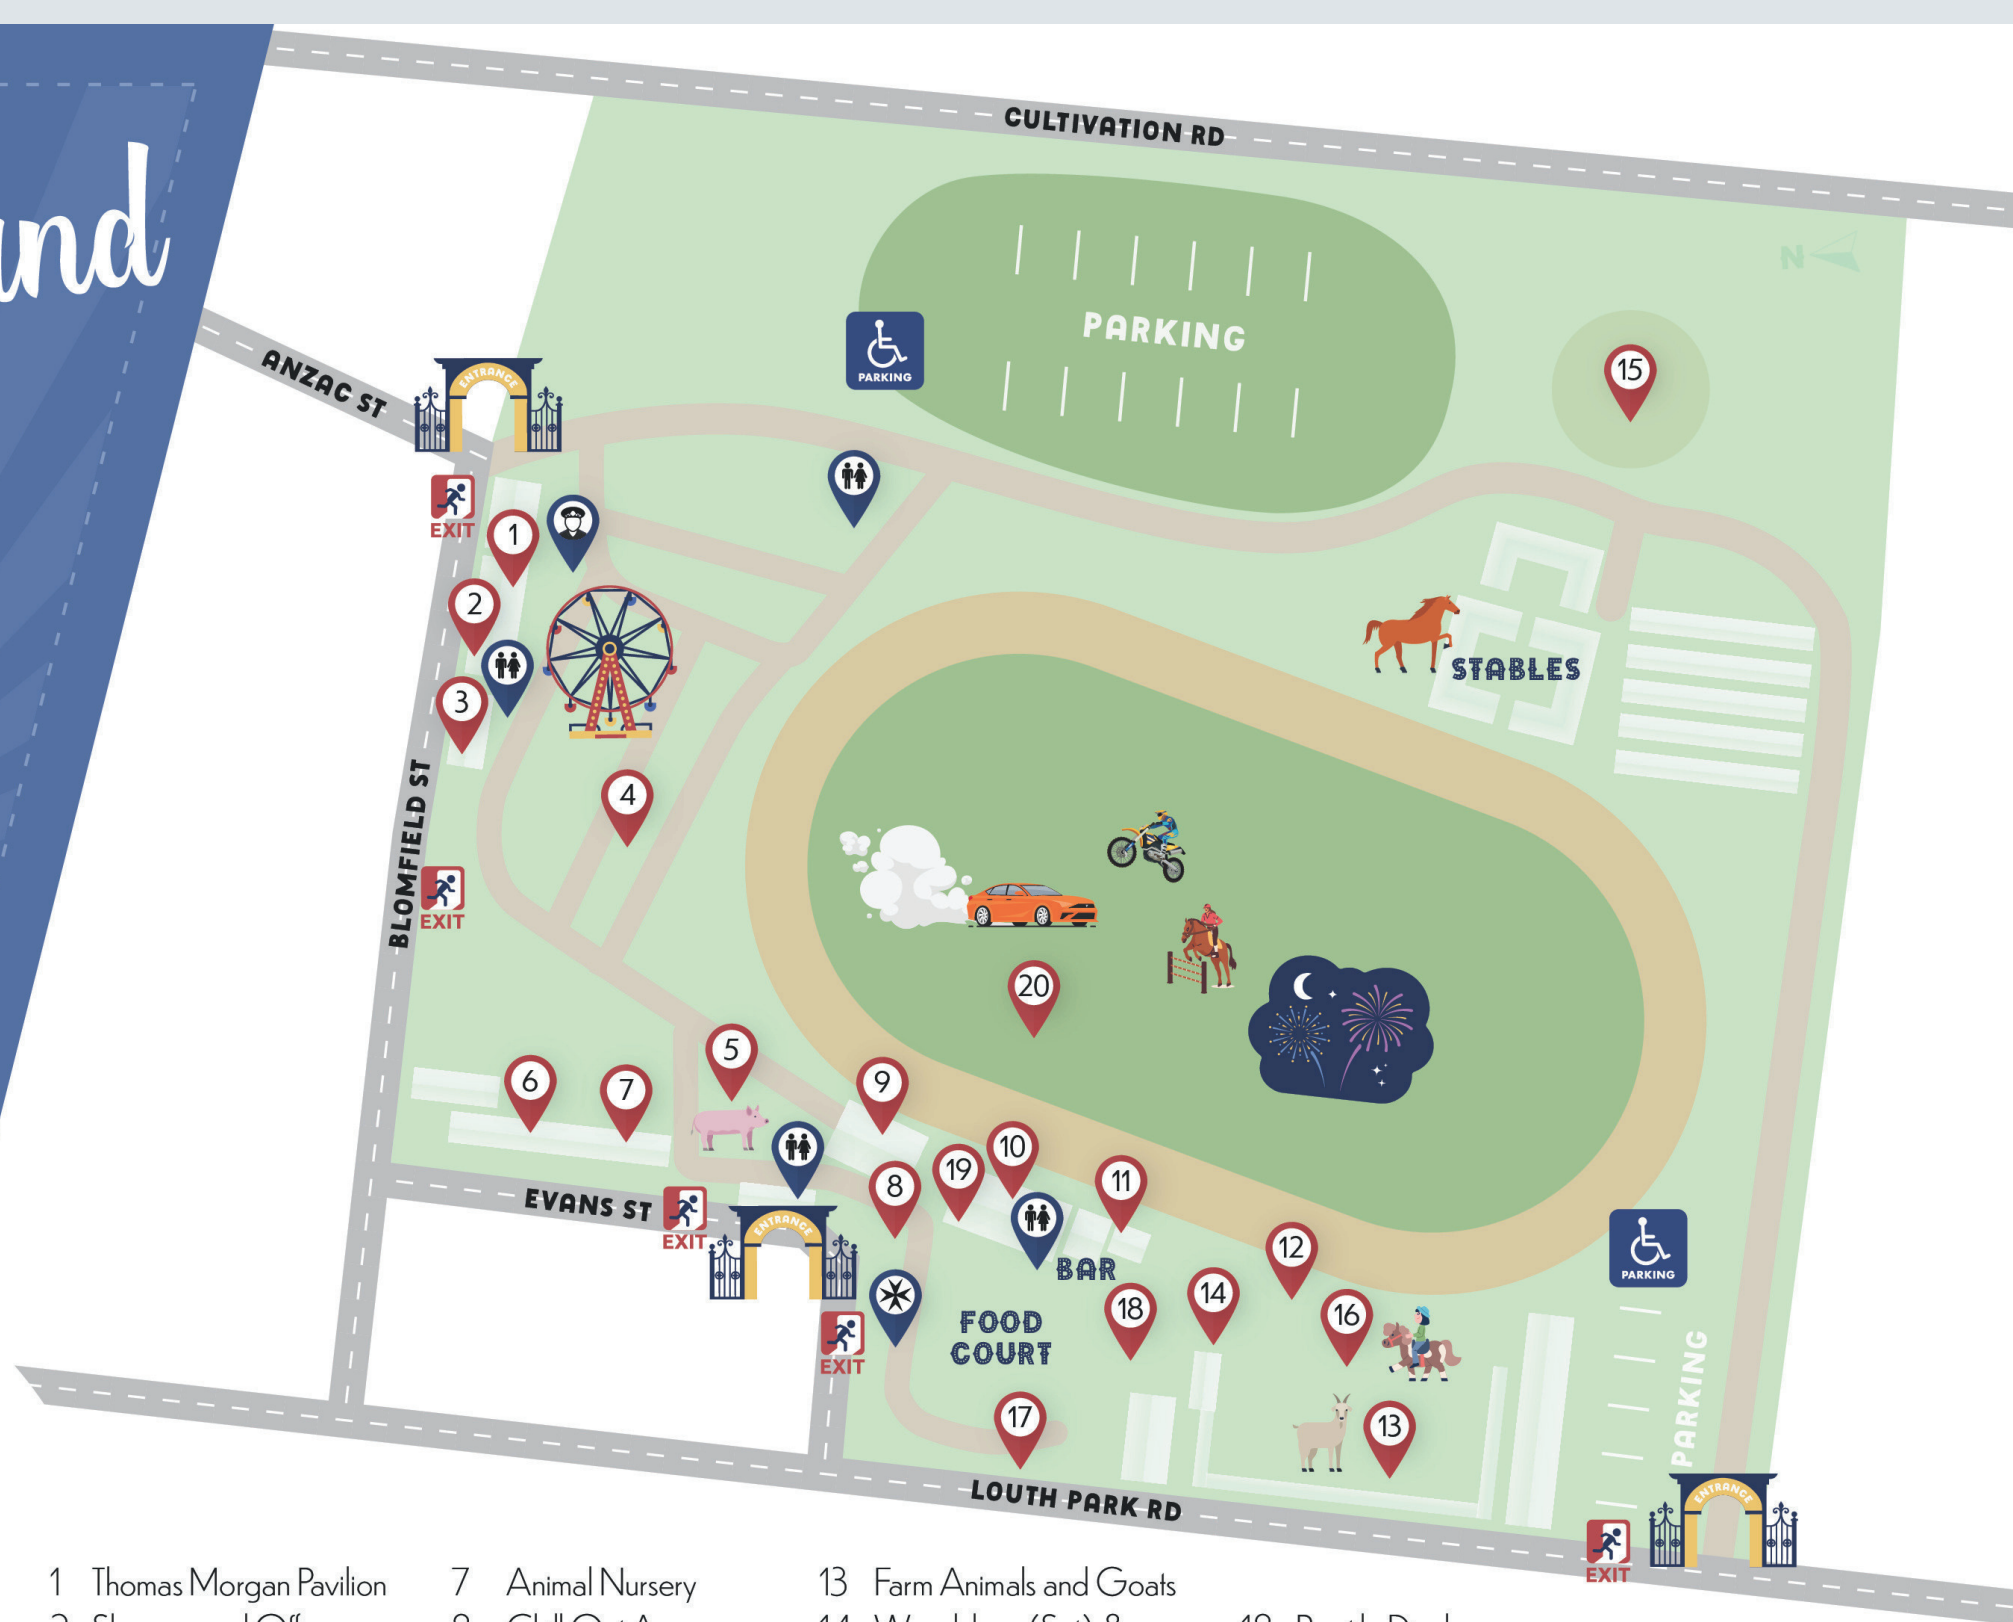 und
CULTIVATION RD
N
PARKING
PARKING
15
ANZAC ST
ENTRANCE
EXIT
1
2
3
4
STABLES
BLOMFIELD ST
EXIT
20
5
6
7
9
10
19
8
11
12
EVANS ST
EXIT
ENTRANCE
BAR
FOOD
COURT
18
14
16
PARKING
PARKING
EXIT
17
13
LOUTH PARK RD
ENTRANCE
EXIT
1 Thomas Morgan Pavilion
7 Animal Nursery
13 Farm Animals and Goats